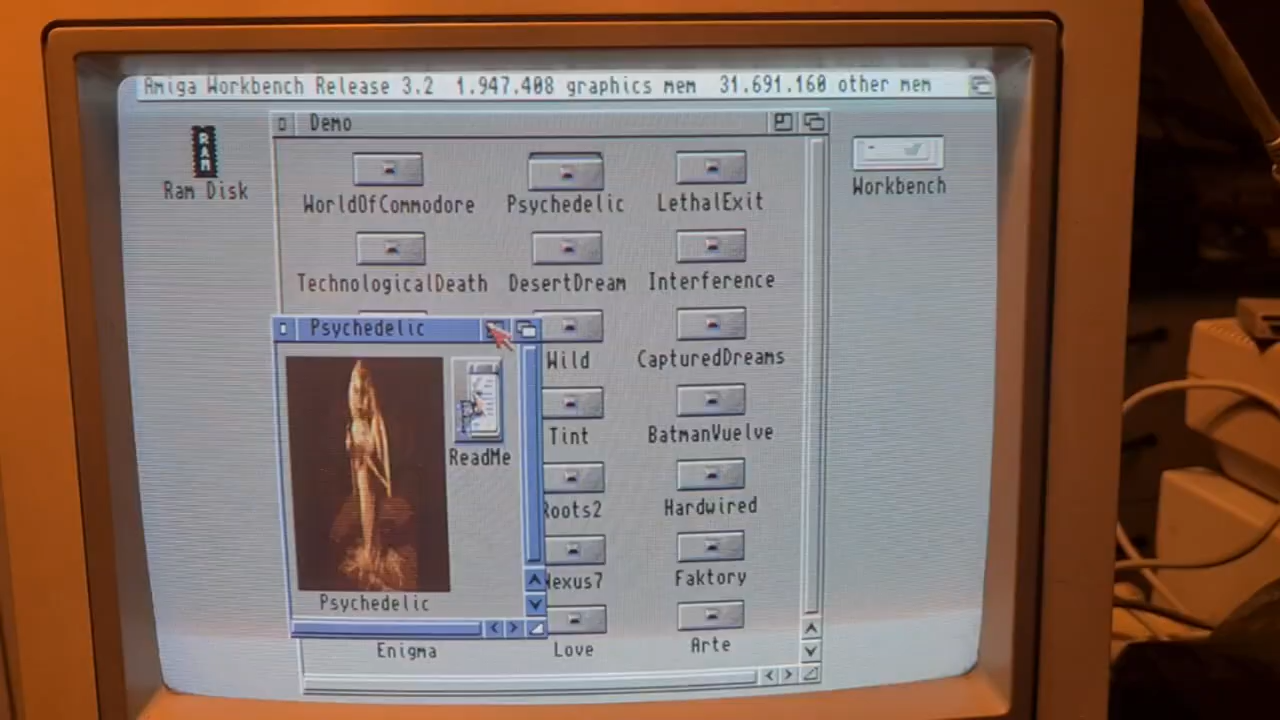 Amiga Workbench Release 3.2 1.947.408 graphics mem 31.691.160 other mem
Demo
RAM
Ram Disk
Workbench
WorldOfCommodore Psychedelic LethalExit
TechnologicalDeath DesertDream Interference
Psychedelic
Wild CapturedDreams
Tint BatmanVuelve
ReadMe
Roots2 Hardwired
Nexus7 Faktory
Psychedelic
Enigma Love Arte